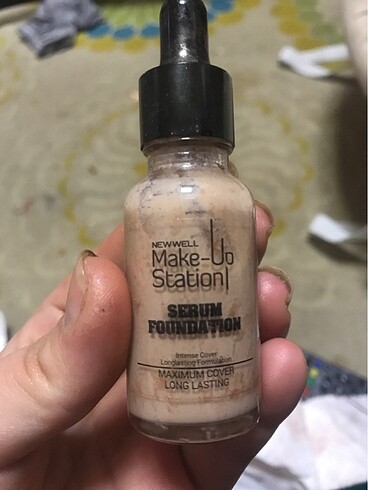 NEWWELL
Make-Up
Station
SERUM
FOUNDATION
Intense Cover
Longlasting Formulation
MAXIMUM COVER
LONG LASTING